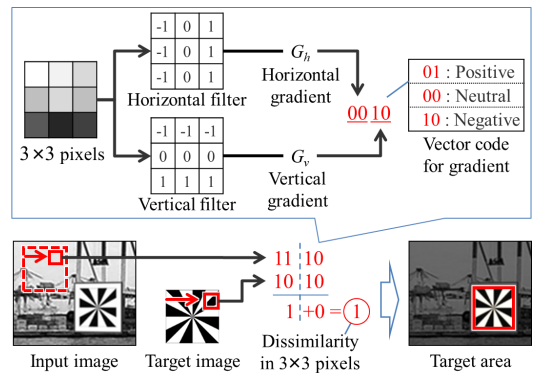 -1 0 1
-1 0 1
-1 0 1
Horizontal filter
Gh
Horizontal
gradient
3×3 pixels
-1 -1 -1
0 0 0
1 1 1
Vertical filter
Gv
Vertical
gradient
00 10
01 : Positive
00 : Neutral
10 : Negative
Vector code
for gradient
11 10
10 10
1 +0 = 1
Dissimilarity
in 3×3 pixels
Input image
Target image
Target area